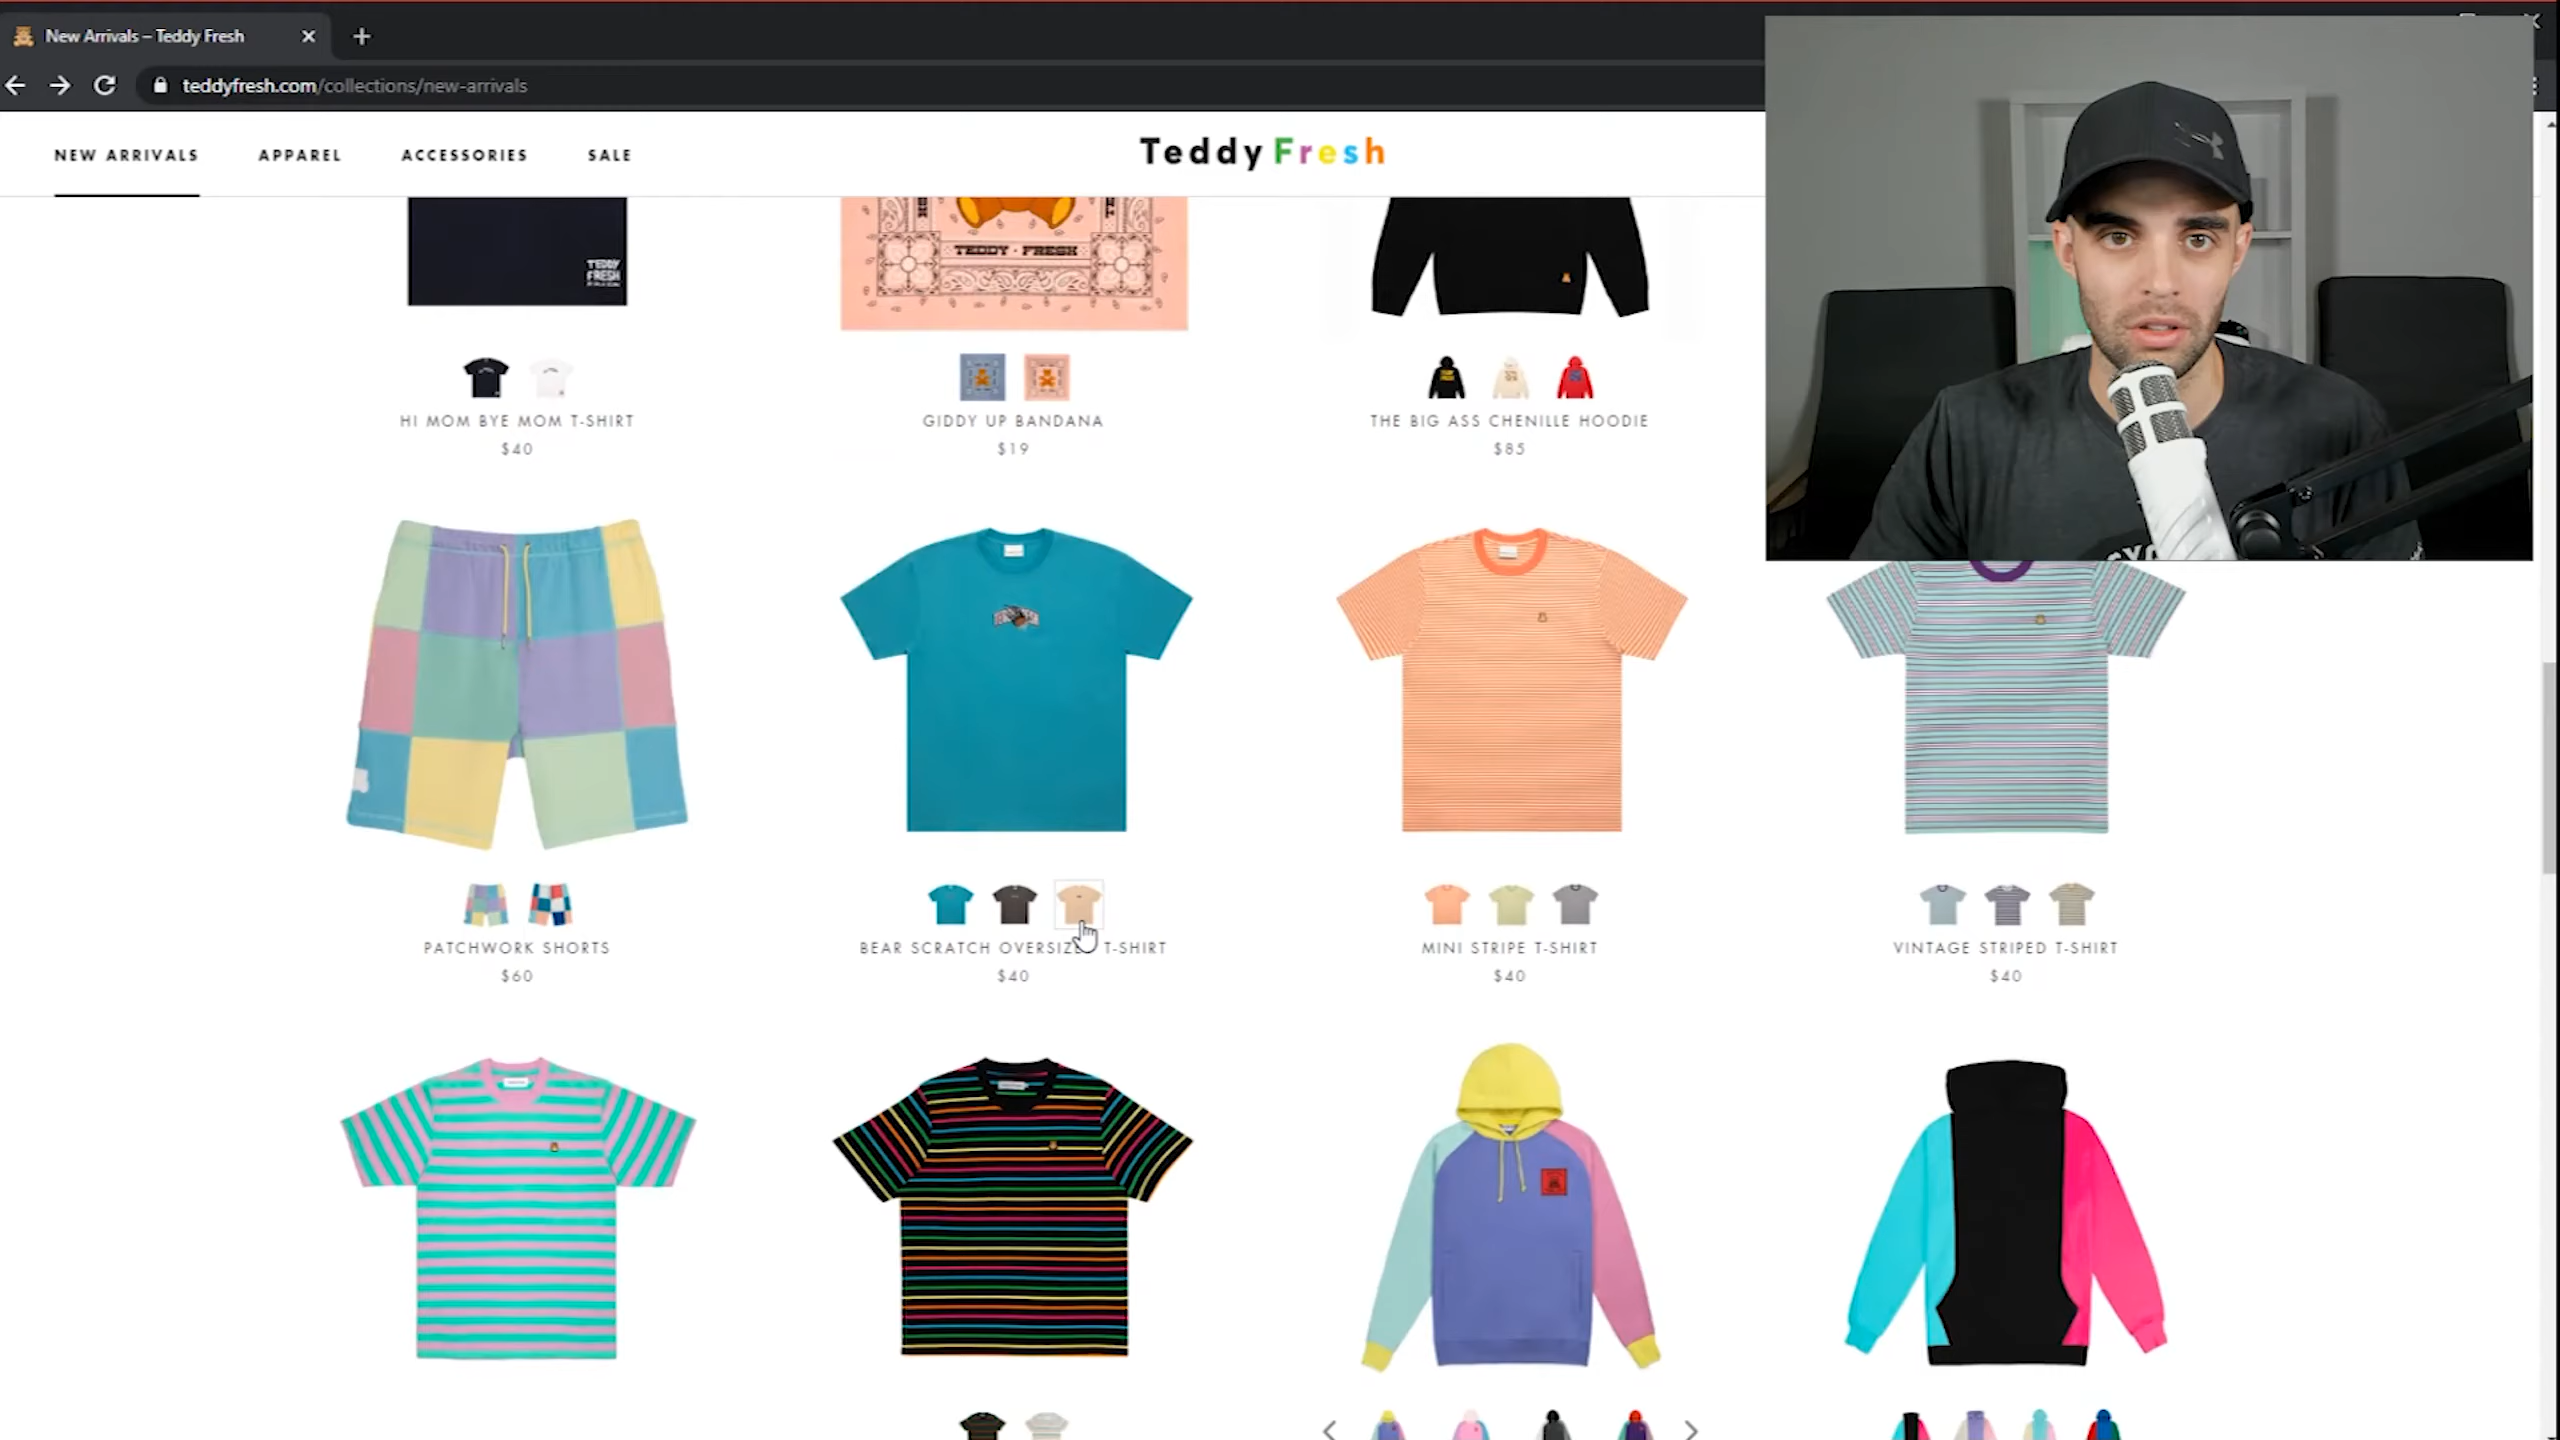 New Arrivals – Teddy Fresh
teddyfresh.com/collections/new-arrivals
NEW ARRIVALS
APPAREL
ACCESSORIES
SALE
Teddy Fresh
TEDDY
FRESH
TEDDY · FRESH
HI MOM BYE MOM T-SHIRT
$40
GIDDY UP BANDANA
$19
THE BIG ASS CHENILLE HOODIE
$85
PATCHWORK SHORTS
$60
BEAR SCRATCH T-SHIRT
$40
MINI STRIPE T-SHIRT
$40
VINTAGE STRIPED T-SHIRT
$40